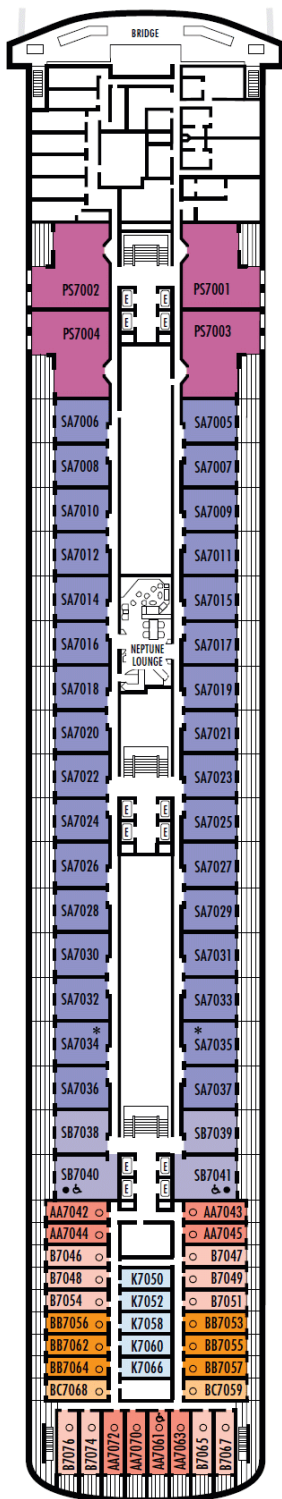 BRIDGE
PS7002 PS7001
E E
E E
PS7004 PS7003
SA7006 SA7005
SA7008 SA7007
SA7010 SA7009
SA7012 SA7011
SA7014 SA7015
SA7016 SA7017
NEPTUNE
LOUNGE
SA7018 SA7019
SA7020 SA7021
SA7022 SA7023
SA7024 E E SA7025
E E
SA7026 SA7027
SA7028 SA7029
SA7030 SA7031
SA7032 SA7033
* *
SA7034 SA7035
SA7036 SA7037
SB7038 SB7039
E E
SB7040 SB7041
E E
AA7042 AA7043
AA7044 AA7045
B7046 B7047
B7048 K7050 B7049
B7054 K7052 B7051
BB7056 K7058 BB7053
BB7062 K7060 BB7055
BB7064 K7066 BB7057
BC7068 BC7059
B7076 B7074 AA7072 AA7070 AA7061 AA7063 B7065 B7067